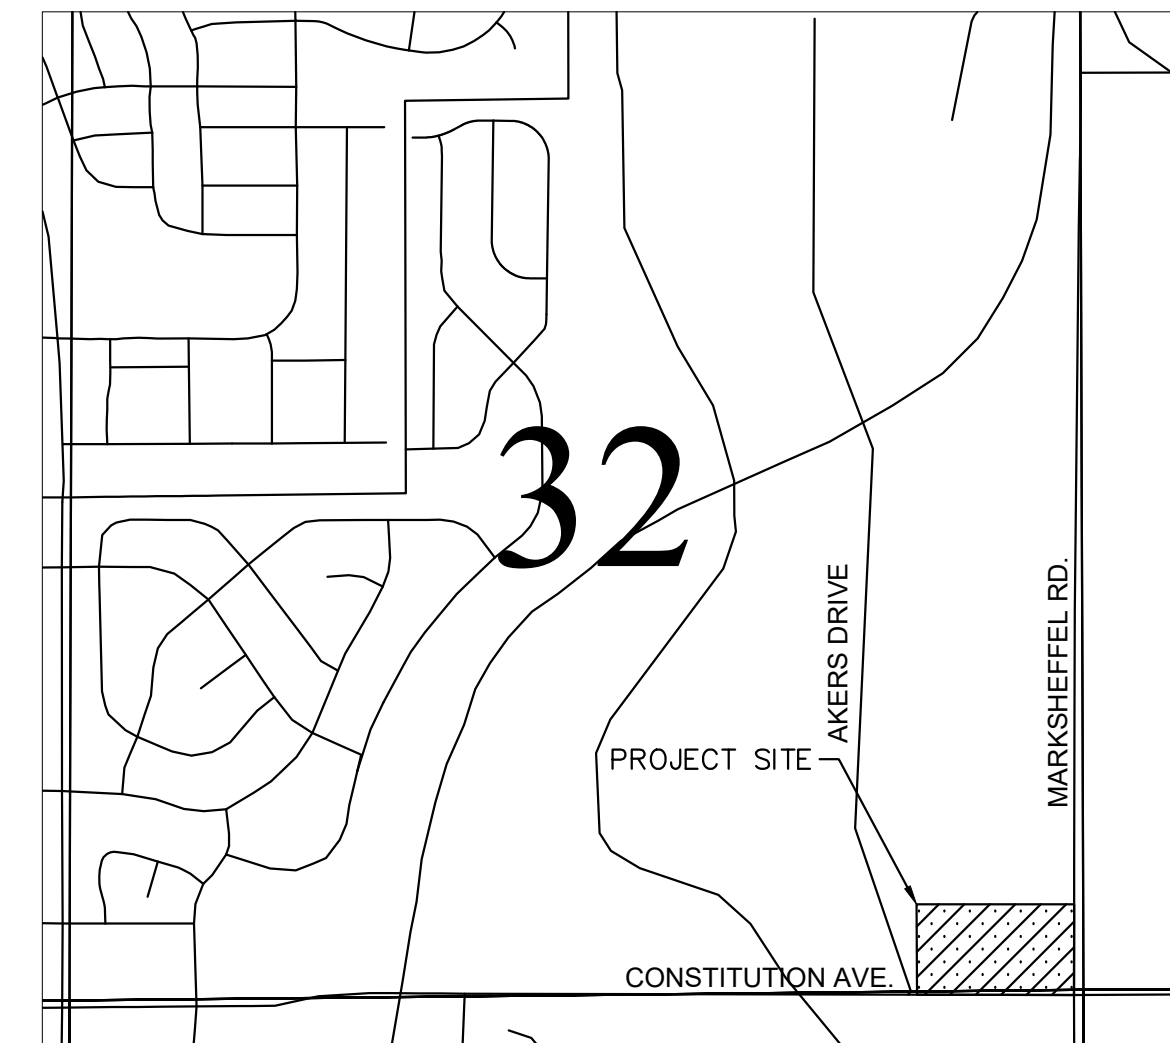 32
AKERS DRIVE
MARKSHEFFEL RD.
PROJECT SITE
CONSTITUTION AVE.